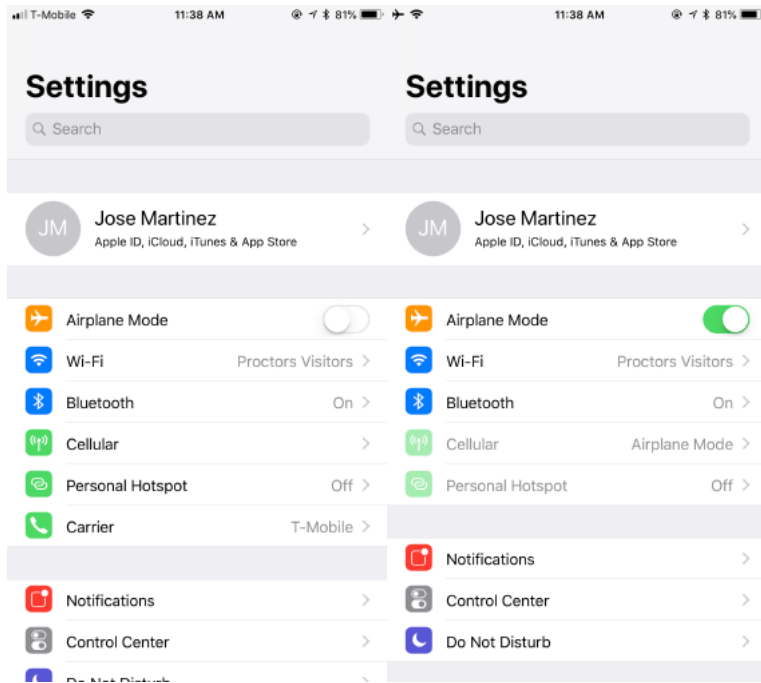 T-Mobile 11:38 AM 81%
Settings
Search
JM
Jose Martinez
Apple ID, iCloud, iTunes & App Store
Airplane Mode
Wi-Fi Proctors Visitors
Bluetooth On
Cellular
Personal Hotspot Off
Carrier T-Mobile
Notifications
Control Center
Do Not Disturb
11:38 AM 81%
Settings
Search
JM
Jose Martinez
Apple ID, iCloud, iTunes & App Store
Airplane Mode
Wi-Fi Proctors Visitors
Bluetooth On
Cellular Airplane Mode
Personal Hotspot Off
Notifications
Control Center
Do Not Disturb